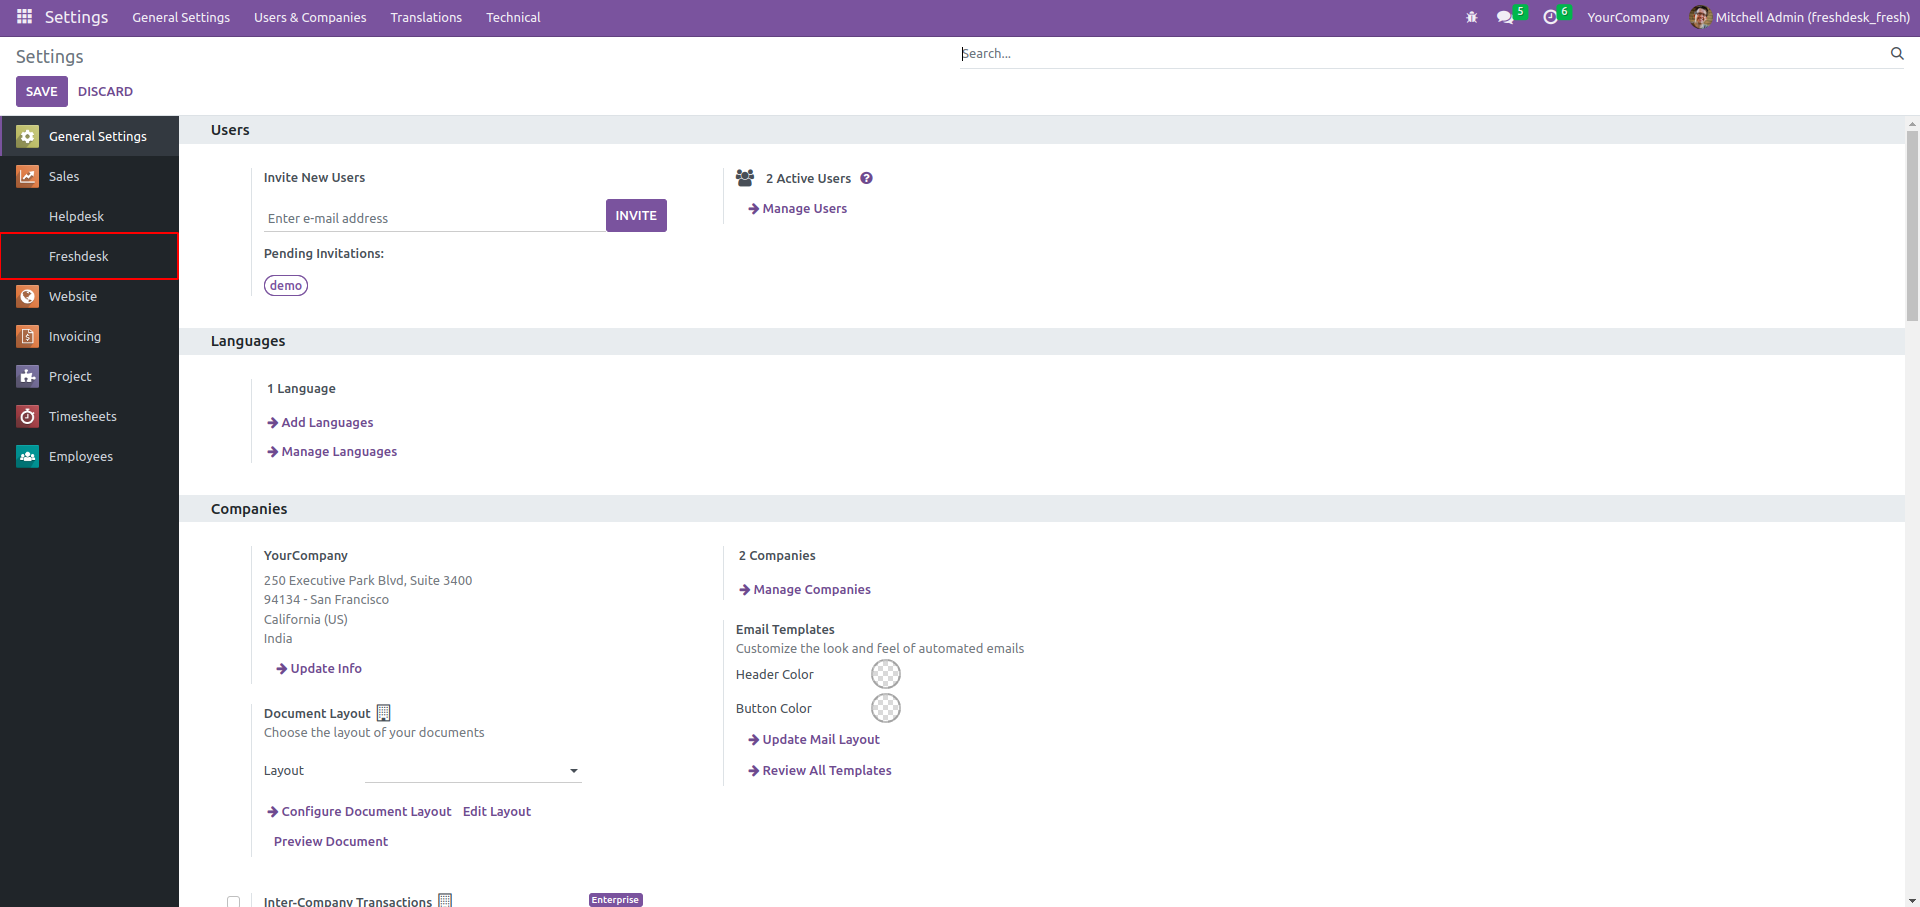 Settings General Settings Users & Companies Translations Technical 5 6 YourCompany Mitchell Admin (freshdesk_fresh)
Settings
Search...
SAVE DISCARD
General Settings
Sales
Helpdesk
Freshdesk
Website
Invoicing
Project
Timesheets
Employees
Users
Invite New Users
Enter e-mail address INVITE
Pending Invitations:
demo
2 Active Users ?
Manage Users
Languages
1 Language
Add Languages
Manage Languages
Companies
YourCompany
250 Executive Park Blvd, Suite 3400
94134 - San Francisco
California (US)
India
Update Info
2 Companies
Manage Companies
Document Layout
Choose the layout of your documents
Layout
Configure Document Layout Edit Layout
Preview Document
Email Templates
Customize the look and feel of automated emails
Header Color
Button Color
Update Mail Layout
Review All Templates
Inter-Company Transactions Enterprise